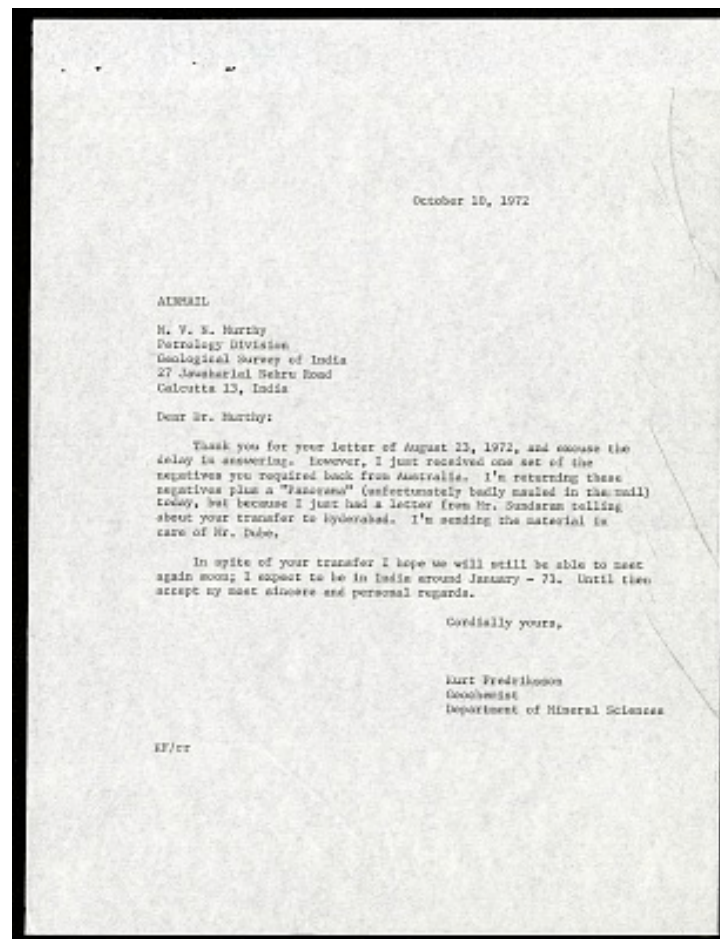 October 10, 1972
AIRMAIL
M. V. N. Murthy
Petrology Division
Geological Survey of India
27 Jawaharlal Nehru Road
Calcutta 13, India
Dear Dr. Murthy:
Thank you for your letter of August 23, 1972, and excuse the
delay in answering. However, I just received one set of the
negatives you required back from Australia. I'm returning these
negatives plus a "Panorama" (unfortunately badly mauled in the mail)
today, but because I just had a letter from Mr. Sundaram telling
about your transfer to Hyderabad. I'm sending the material in
care of Mr. Dube.
In spite of your transfer I hope we will still be able to meet
again soon; I expect to be in India around January - 73. Until then
accept my most sincere and personal regards.
Cordially yours,
Kurt Fredriksson
Geochemist
Department of Mineral Sciences
KF/rr